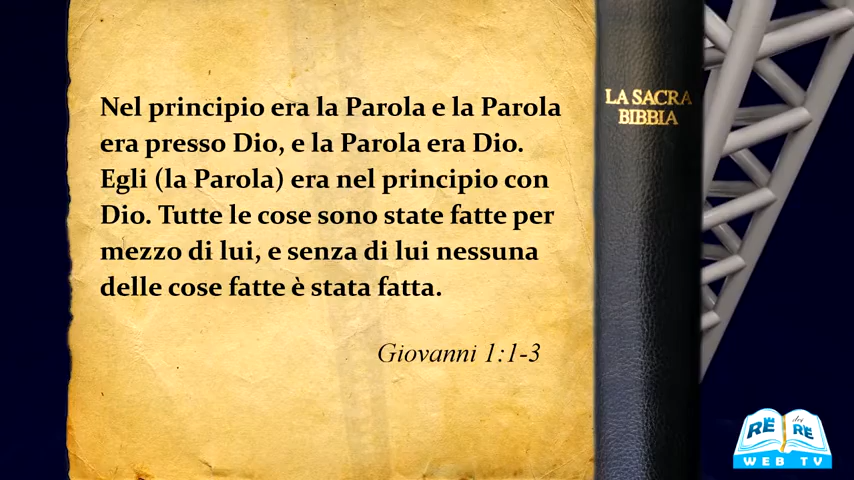 Nel principio era la Parola e la Parola
era presso Dio, e la Parola era Dio.
Egli (la Parola) era nel principio con
Dio. Tutte le cose sono state fatte per
mezzo di lui, e senza di lui nessuna
delle cose fatte è stata fatta.
Giovanni 1:1-3
LA SACRA
BIBBIA
RE dei RE
WEB TV